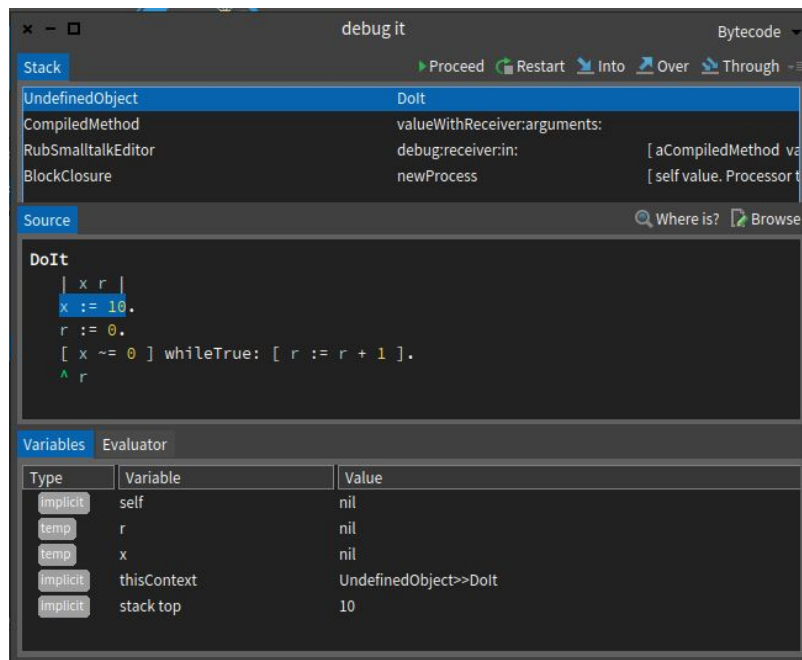 debug it Bytecode
Stack Proceed Restart Into Over Through
UndefinedObject DoIt
CompiledMethod valueWithReceiver:arguments:
RubSmalltalkEditor debug:receiver:in: [ aCompiledMethod va
BlockClosure newProcess [ self value. Processor t
Source Where is? Browse
DoIt
| x r |
x := 10.
r := 0.
[ x ~= 0 ] whileTrue: [ r := r + 1 ].
^ r
Variables Evaluator
Type Variable Value
implicit self nil
temp r nil
temp x nil
implicit thisContext UndefinedObject>>DoIt
implicit stack top 10